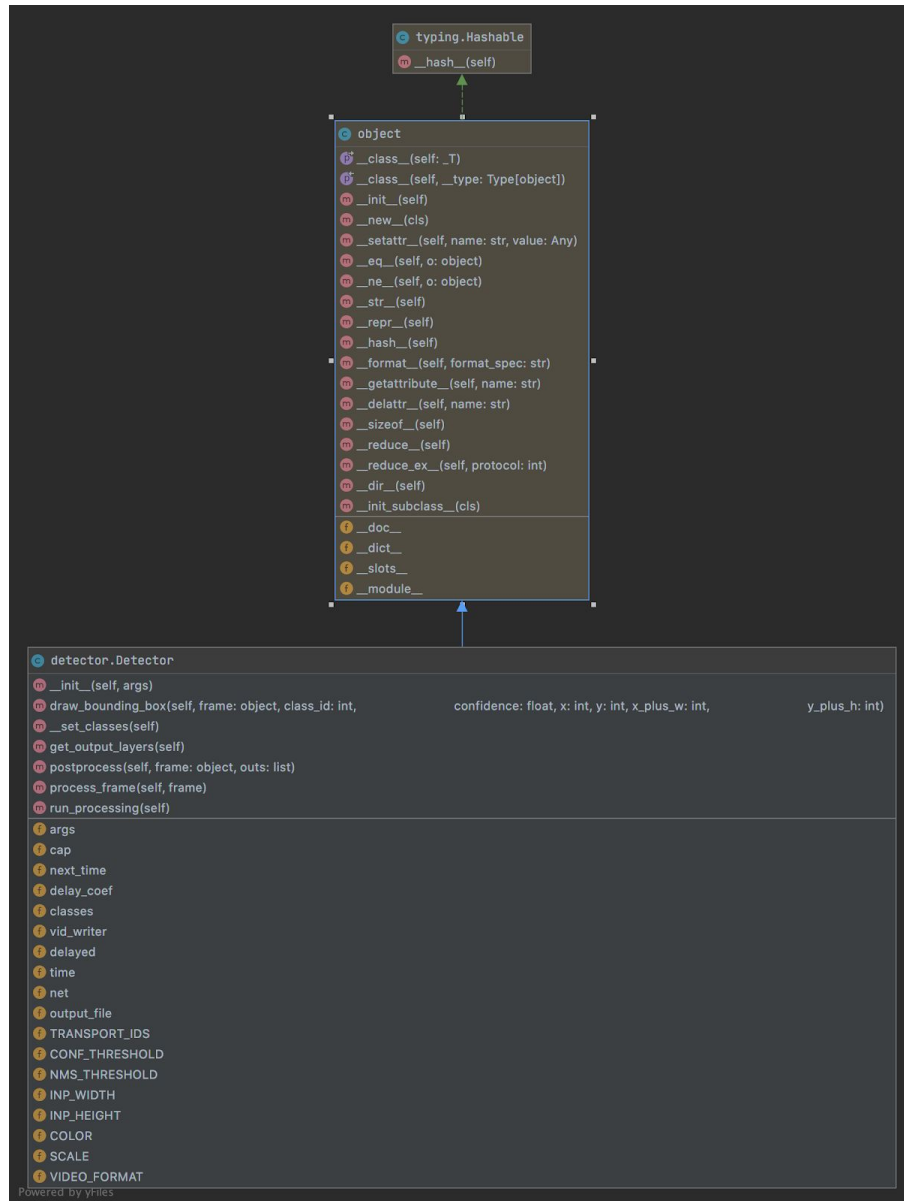 typing.Hashable
__hash__(self)
object
__class__(self: _T)
__class__(self, __type: Type[object])
__init__(self)
__new__(cls)
__setattr__(self, name: str, value: Any)
__eq__(self, o: object)
__ne__(self, o: object)
__str__(self)
__repr__(self)
__hash__(self)
__format__(self, format_spec: str)
__getattribute__(self, name: str)
__delattr__(self, name: str)
__sizeof__(self)
__reduce__(self)
__reduce_ex__(self, protocol: int)
__dir__(self)
__init_subclass__(cls)
__doc__
__dict__
__slots__
__module__
detector.Detector
__init__(self, args)
draw_bounding_box(self, frame: object, class_id: int, confidence: float, x: int, y: int, x_plus_w: int, y_plus_h: int)
__set_classes(self)
get_output_layers(self)
postprocess(self, frame: object, outs: list)
process_frame(self, frame)
run_processing(self)
args
cap
next_time
delay_coef
classes
vid_writer
delayed
time
net
output_file
TRANSPORT_IDS
CONF_THRESHOLD
NMS_THRESHOLD
INP_WIDTH
INP_HEIGHT
COLOR
SCALE
VIDEO_FORMAT
Powered by yFiles